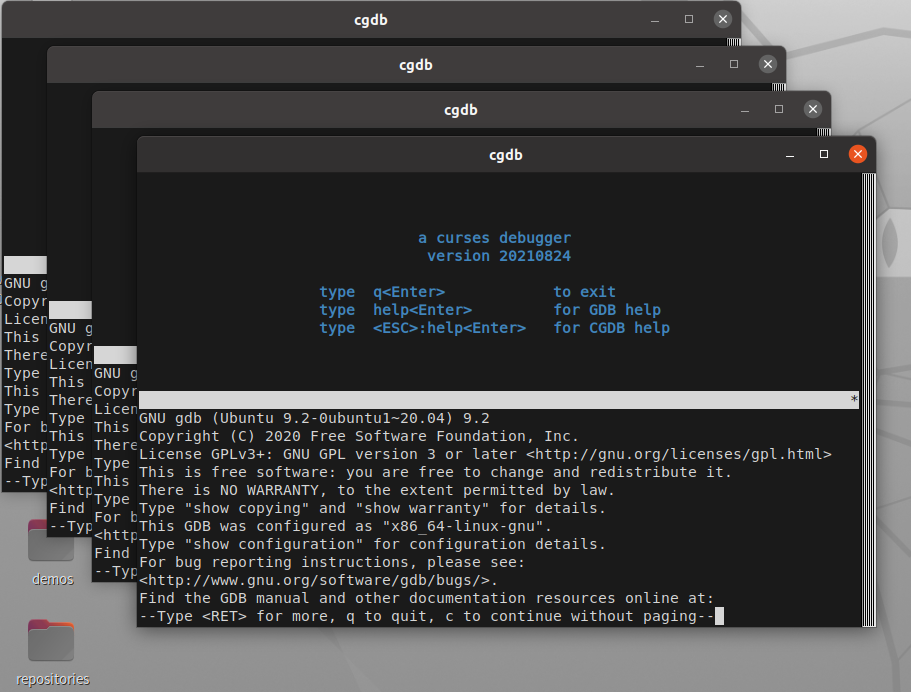 cgdb
GNU g
Copyr
Licen
This
There
Type
This
Type
For b
<http
Find
--Typ
cgdb
GNU g
Copyr
Licen
This
There
Type
This
Type
For b
<http
Find
--Typ
cgdb
GNU g
Copyr
Licen
This
There
Type
This
Type
For b
<http
Find
--Typ
cgdb
a curses debugger
version 20210824
type q<Enter> to exit
type help<Enter> for GDB help
type <ESC>:help<Enter> for CGDB help
*
GNU gdb (Ubuntu 9.2-0ubuntu1~20.04) 9.2
Copyright (C) 2020 Free Software Foundation, Inc.
License GPLv3+: GNU GPL version 3 or later <http://gnu.org/licenses/gpl.html>
This is free software: you are free to change and redistribute it.
There is NO WARRANTY, to the extent permitted by law.
Type "show copying" and "show warranty" for details.
This GDB was configured as "x86_64-linux-gnu".
Type "show configuration" for configuration details.
For bug reporting instructions, please see:
<http://www.gnu.org/software/gdb/bugs/>.
Find the GDB manual and other documentation resources online at:
--Type <RET> for more, q to quit, c to continue without paging--
demos
repositories